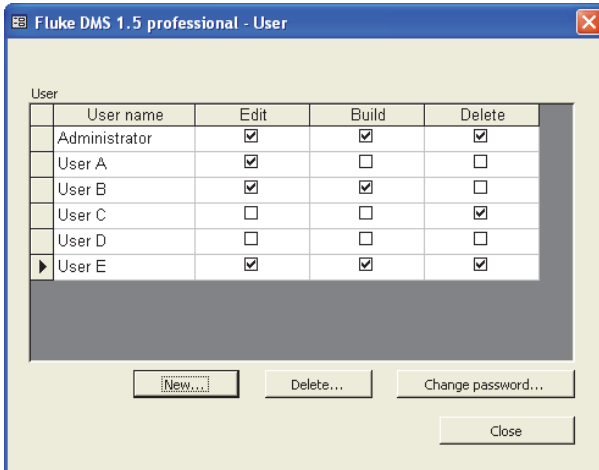 Fluke DMS 1.5 professional - User
User
User name Edit Build Delete
Administrator
User A
User B
User C
User D
User E
New... Delete... Change password...
Close